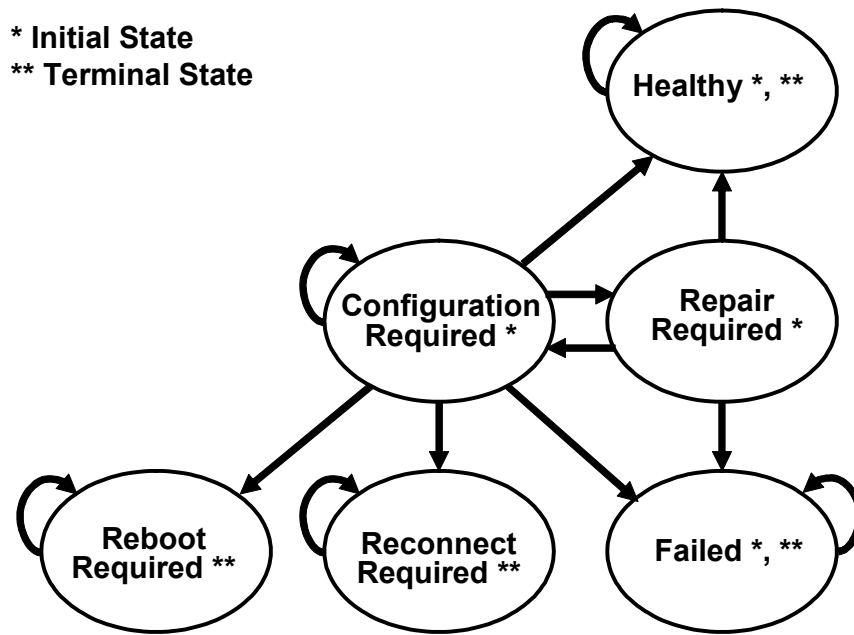 * Initial State
** Terminal State
Healthy *, **
Configuration
Required *
Repair
Required *
Reboot
Required **
Reconnect
Required **
Failed *, **